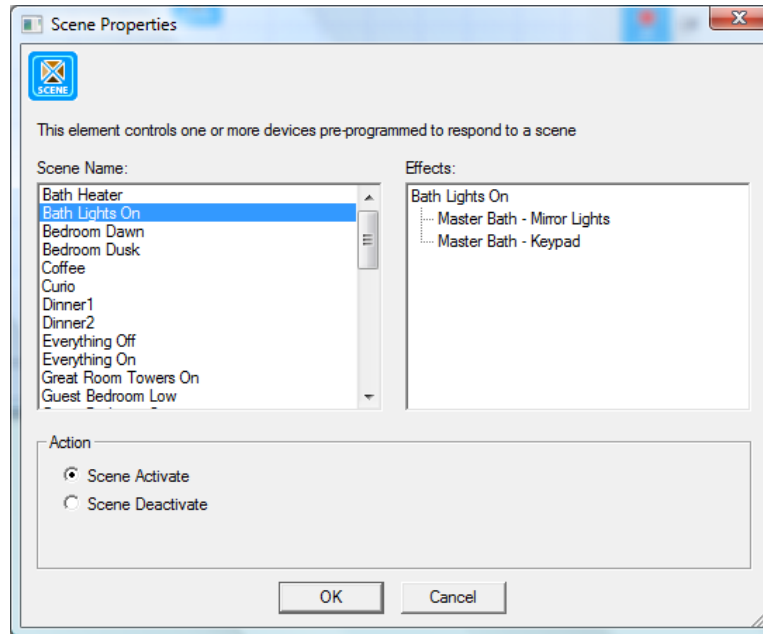 Scene Properties
SCENE
This element controls one or more devices pre-programmed to respond to a scene
Scene Name:
Effects:
Bath Heater
Bath Lights On
Bedroom Dawn
Bedroom Dusk
Coffee
Curio
Dinner1
Dinner2
Everything Off
Everything On
Great Room Towers On
Guest Bedroom Low
Bath Lights On
Master Bath - Mirror Lights
Master Bath - Keypad
Action
Scene Activate
Scene Deactivate
OK
Cancel